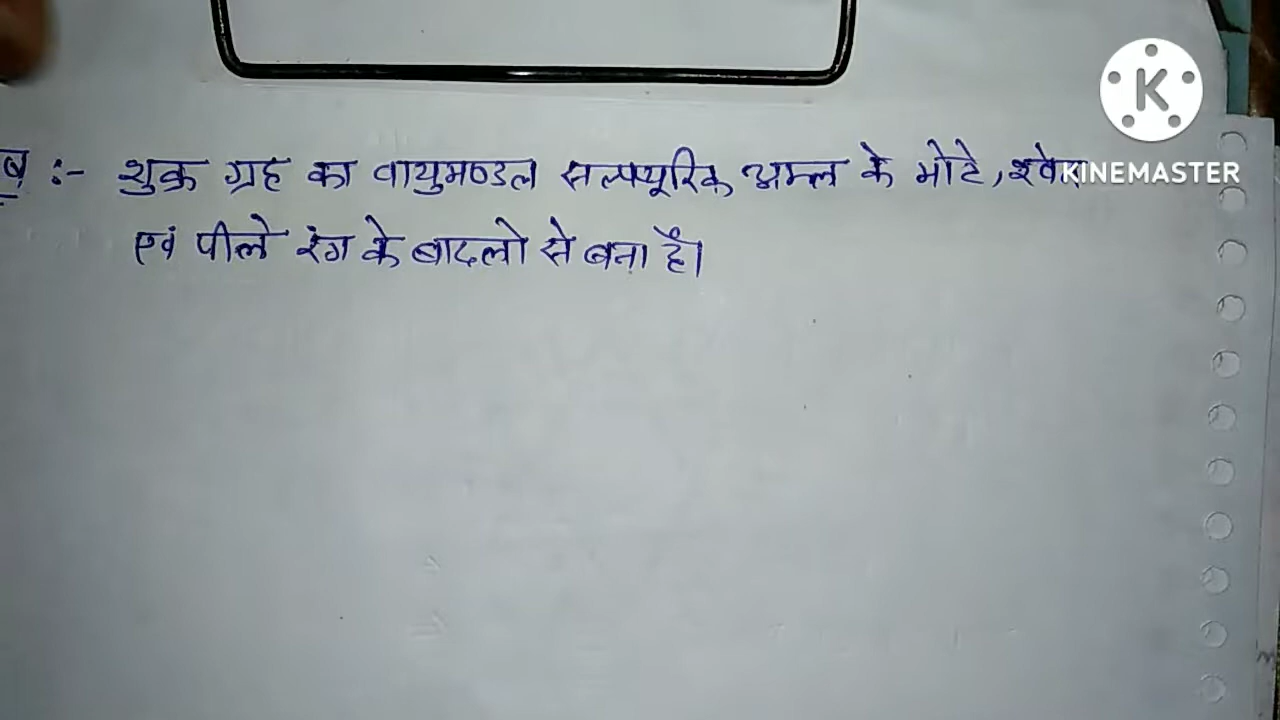 K
KINEMASTER
:- शुक्र ग्रह का वायुमण्डल सल्फ्यूरिक अम्ल के मोटे, श्वेत
एवं पीले रंग के बादलो से बना है।